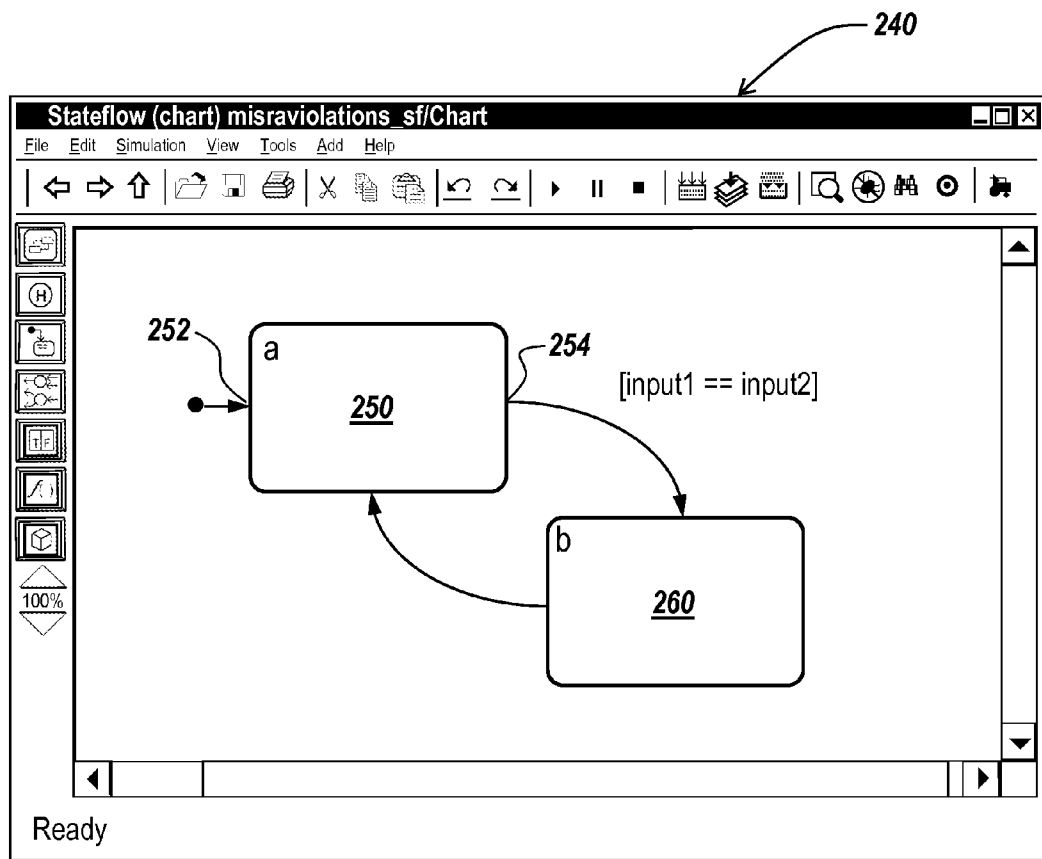 240
Stateflow (chart) misraviolations_sf/Chart
File Edit Simulation View Tools Add Help
H
252
a
254
[input1 == input2]
250
T F
f()
b
260
100%
Ready